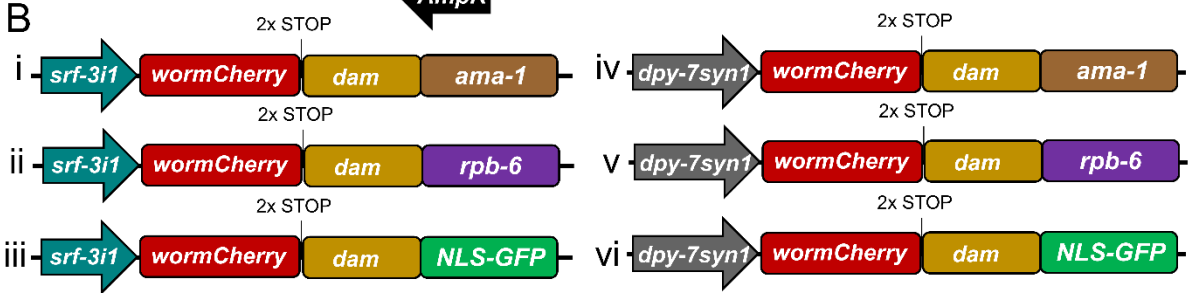 B
AmpR
2x STOP
i srf-3i1 wormCherry dam ama-1
2x STOP
ii srf-3i1 wormCherry dam rpb-6
2x STOP
iii srf-3i1 wormCherry dam NLS-GFP
2x STOP
iv dpy-7syn1 wormCherry dam ama-1
2x STOP
v dpy-7syn1 wormCherry dam rpb-6
2x STOP
vi dpy-7syn1 wormCherry dam NLS-GFP